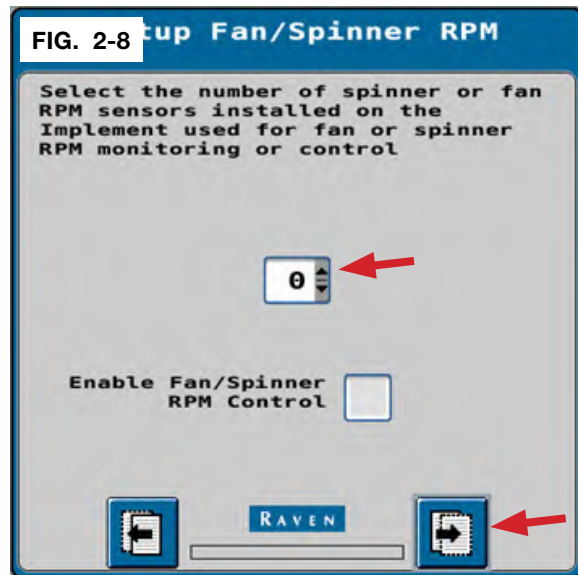 FIG. 2-8
tup Fan/Spinner RPM
Select the number of spinner or fan
RPM sensors installed on the
Implement used for fan or spinner
RPM monitoring or control
0
Enable Fan/Spinner
RPM Control
RAVEN